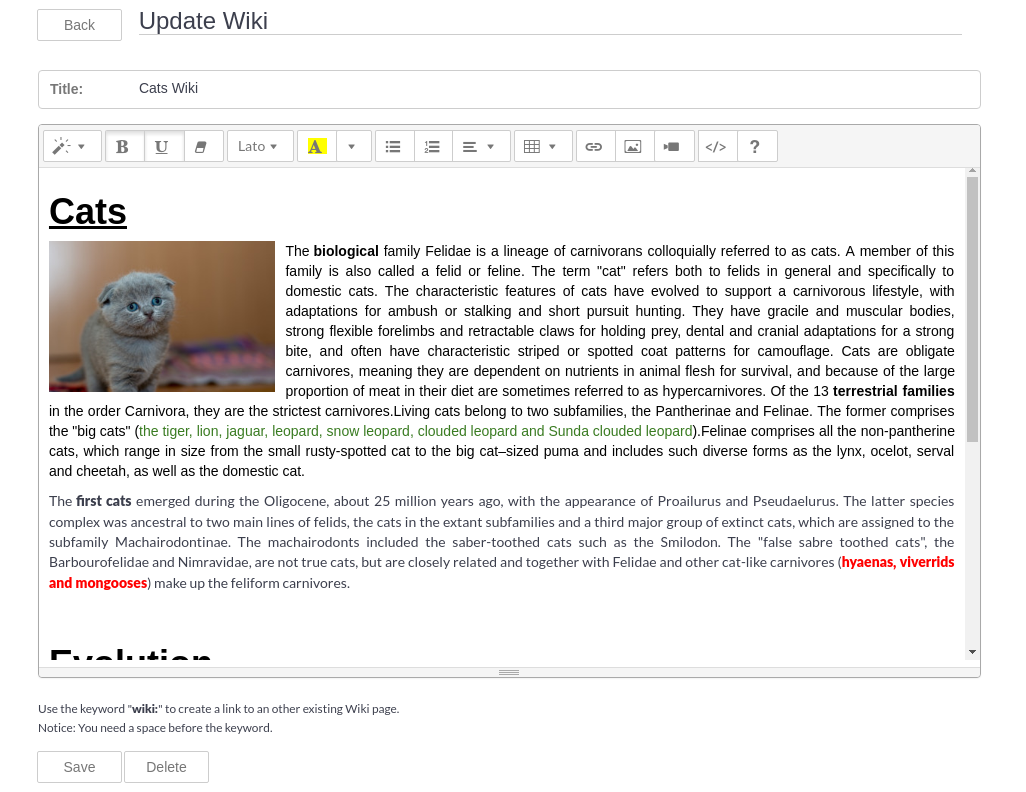 Back
Update Wiki
Title: Cats Wiki
B U Lato A </> ?
Cats
The biological family Felidae is a lineage of carnivorans colloquially referred to as cats. A member of this
family is also called a felid or feline. The term "cat" refers both to felids in general and specifically to
domestic cats. The characteristic features of cats have evolved to support a carnivorous lifestyle, with
adaptations for ambush or stalking and short pursuit hunting. They have gracile and muscular bodies,
strong flexible forelimbs and retractable claws for holding prey, dental and cranial adaptations for a strong
bite, and often have characteristic striped or spotted coat patterns for camouflage. Cats are obligate
carnivores, meaning they are dependent on nutrients in animal flesh for survival, and because of the large
proportion of meat in their diet are sometimes referred to as hypercarnivores. Of the 13 terrestrial families
in the order Carnivora, they are the strictest carnivores.Living cats belong to two subfamilies, the Pantherinae and Felinae. The former comprises
the "big cats" (the tiger, lion, jaguar, leopard, snow leopard, clouded leopard and Sunda clouded leopard).Felinae comprises all the non-pantherine
cats, which range in size from the small rusty-spotted cat to the big cat–sized puma and includes such diverse forms as the lynx, ocelot, serval
and cheetah, as well as the domestic cat.
The first cats emerged during the Oligocene, about 25 million years ago, with the appearance of Proailurus and Pseudaelurus. The latter species
complex was ancestral to two main lines of felids, the cats in the extant subfamilies and a third major group of extinct cats, which are assigned to the
subfamily Machairodontinae. The machairodonts included the saber-toothed cats such as the Smilodon. The "false sabre toothed cats", the
Barbourofelidae and Nimravidae, are not true cats, but are closely related and together with Felidae and other cat-like carnivores (hyaenas, viverrids
and mongooses) make up the feliform carnivores.
Evolution
Use the keyword "wiki:" to create a link to an other existing Wiki page.
Notice: You need a space before the keyword.
Save Delete